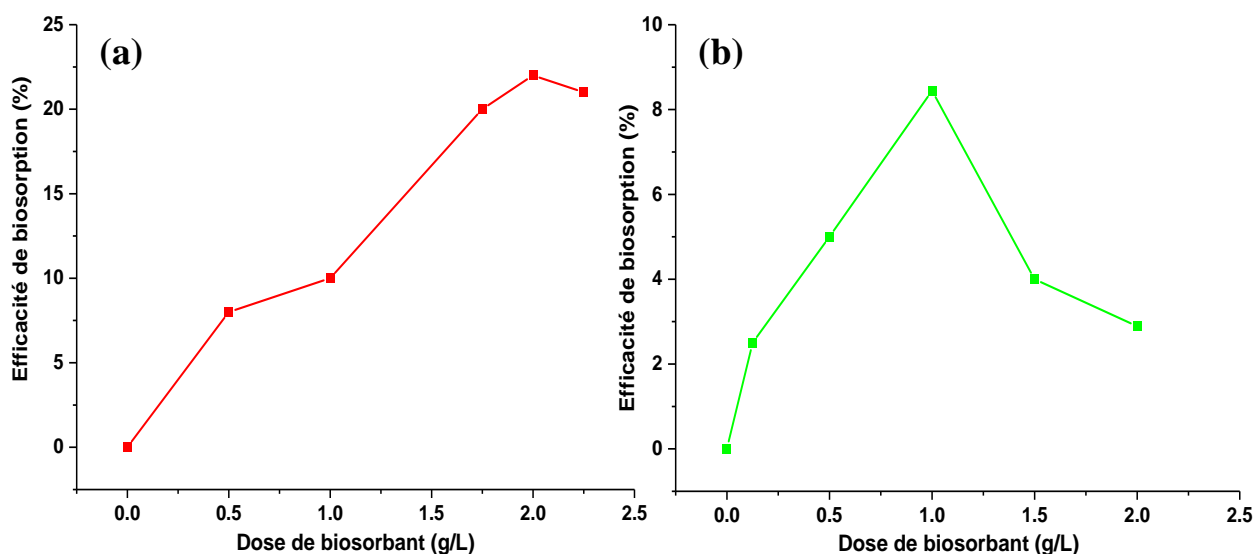 (a)
Efficacité de biosorption (%)
25
20
15
10
5
0
0.0 0.5 1.0 1.5 2.0 2.5
Dose de biosorbant (g/L)
(b)
Efficacité de biosorption (%)
10
8
6
4
2
0
0.0 0.5 1.0 1.5 2.0 2.5
Dose de biosorbant (g/L)